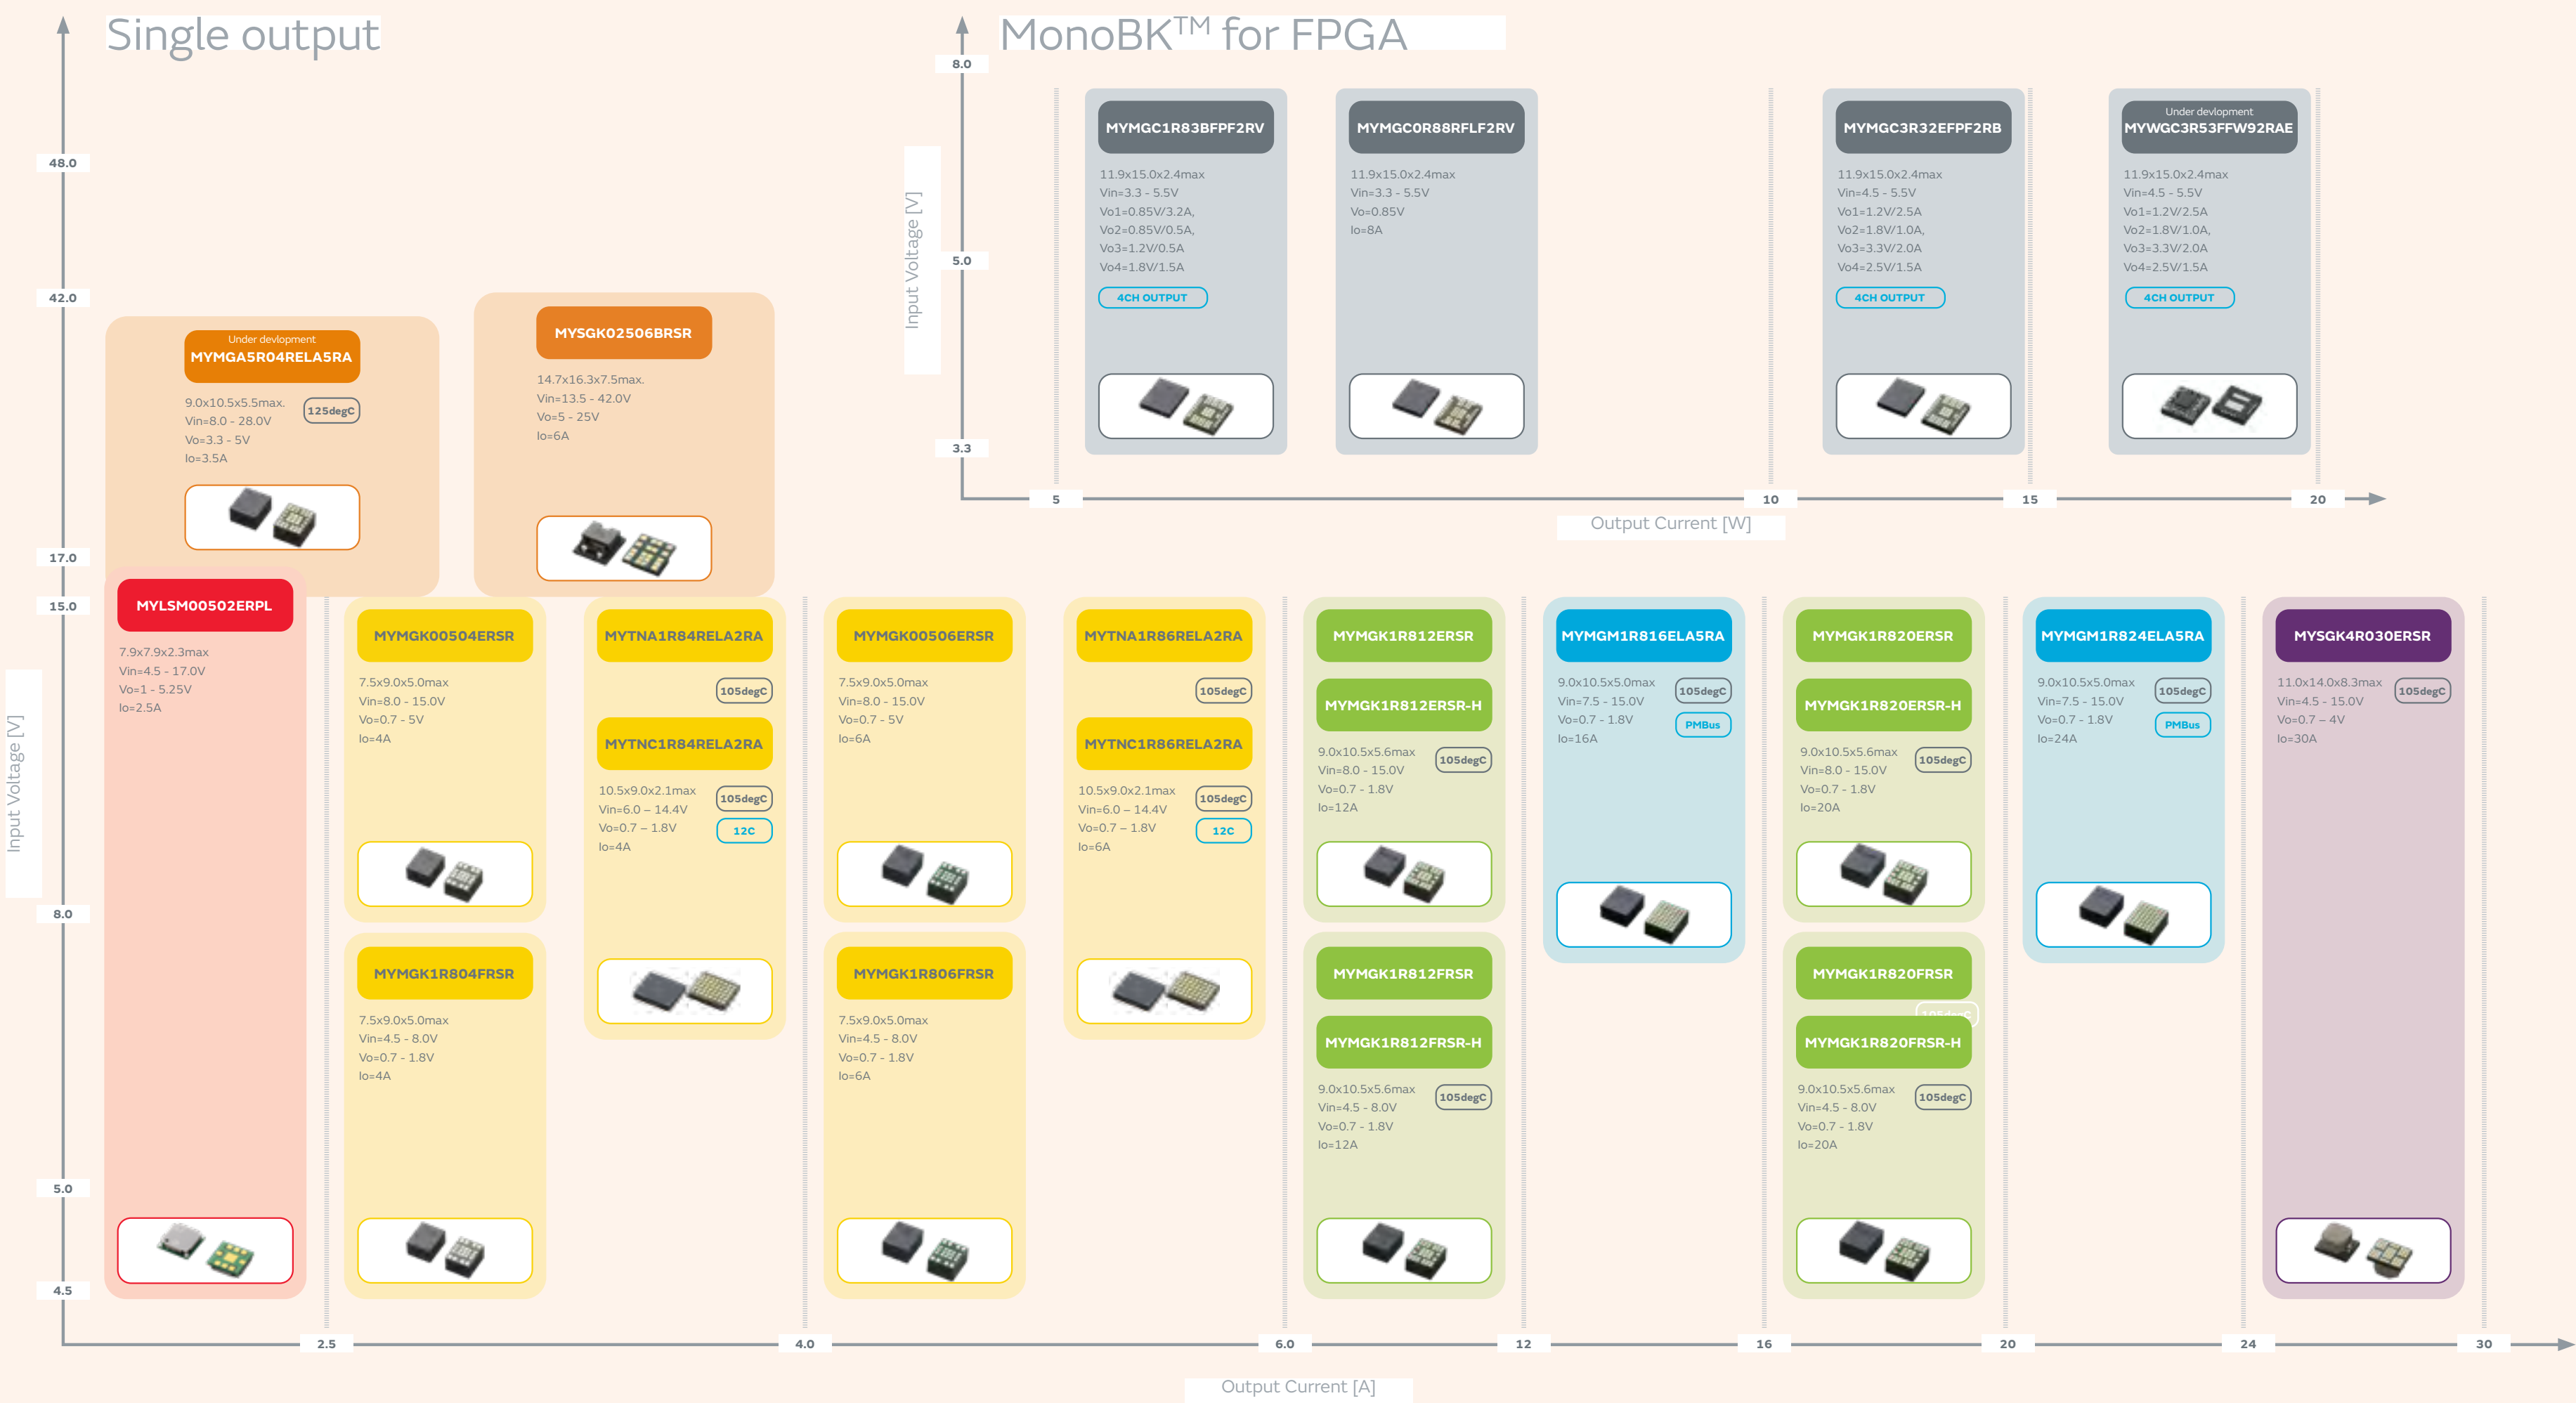 Single output
48.0
42.0
17.0
15.0
8.0
5.0
4.5
Input Voltage [V]
2.5
4.0
6.0
12
16
20
24
30
Output Current [A]
Under devlopment
MYMGA5R04RELA5RA
9.0x10.5x5.5max.
125degC
Vin=8.0 - 28.0V
Vo=3.3 - 5V
Io=3.5A
MYSGK02506BRSR
14.7x16.3x7.5max.
Vin=13.5 - 42.0V
Vo=5 - 25V
Io=6A
MYLSM00502ERPL
7.9x7.9x2.3max
Vin=4.5 - 17.0V
Vo=1 - 5.25V
Io=2.5A
MYMGK00504ERSR
7.5x9.0x5.0max
Vin=8.0 - 15.0V
Vo=0.7 - 5V
Io=4A
MYMGK1R804FRSR
7.5x9.0x5.0max
Vin=4.5 - 8.0V
Vo=0.7 - 1.8V
Io=4A
MYTNA1R84RELA2RA
105degC
MYTNC1R84RELA2RA
10.5x9.0x2.1max
105degC
Vin=6.0 – 14.4V
Vo=0.7 – 1.8V
12C
Io=4A
MYMGK00506ERSR
7.5x9.0x5.0max
Vin=8.0 - 15.0V
Vo=0.7 - 5V
Io=6A
MYMGK1R806FRSR
7.5x9.0x5.0max
Vin=4.5 - 8.0V
Vo=0.7 - 1.8V
Io=6A
MYTNA1R86RELA2RA
105degC
MYTNC1R86RELA2RA
10.5x9.0x2.1max
105degC
Vin=6.0 – 14.4V
Vo=0.7 – 1.8V
12C
Io=6A
MYMGK1R812ERSR
MYMGK1R812ERSR-H
9.0x10.5x5.6max
105degC
Vin=8.0 - 15.0V
Vo=0.7 - 1.8V
Io=12A
MYMGK1R812FRSR
MYMGK1R812FRSR-H
9.0x10.5x5.6max
105degC
Vin=4.5 - 8.0V
Vo=0.7 - 1.8V
Io=12A
MYMGM1R816ELA5RA
9.0x10.5x5.0max
105degC
Vin=7.5 - 15.0V
Vo=0.7 - 1.8V
PMBus
Io=16A
MYMGK1R820ERSR
MYMGK1R820ERSR-H
9.0x10.5x5.6max
105degC
Vin=8.0 - 15.0V
Vo=0.7 - 1.8V
Io=20A
MYMGK1R820FRSR
105degC
MYMGK1R820FRSR-H
9.0x10.5x5.6max
105degC
Vin=4.5 - 8.0V
Vo=0.7 - 1.8V
Io=20A
MYMGM1R824ELA5RA
9.0x10.5x5.0max
105degC
Vin=7.5 - 15.0V
Vo=0.7 - 1.8V
PMBus
Io=24A
MYSGK4R030ERSR
11.0x14.0x8.3max
105degC
Vin=4.5 - 15.0V
Vo=0.7 – 4V
Io=30A
MonoBK™ for FPGA
8.0
5.0
3.3
Input Voltage [V]
5
10
15
20
Output Current [W]
MYMGC1R83BFPF2RV
11.9x15.0x2.4max
Vin=3.3 - 5.5V
Vo1=0.85V/3.2A,
Vo2=0.85V/0.5A,
Vo3=1.2V/0.5A
Vo4=1.8V/1.5A
4CH OUTPUT
MYMGC0R88RFLF2RV
11.9x15.0x2.4max
Vin=3.3 - 5.5V
Vo=0.85V
Io=8A
MYMGC3R32EFPF2RB
11.9x15.0x2.4max
Vin=4.5 - 5.5V
Vo1=1.2V/2.5A
Vo2=1.8V/1.0A,
Vo3=3.3V/2.0A
Vo4=2.5V/1.5A
4CH OUTPUT
Under devlopment
MYWGC3R53FFW92RAE
11.9x15.0x2.4max
Vin=4.5 - 5.5V
Vo1=1.2V/2.5A
Vo2=1.8V/1.0A,
Vo3=3.3V/2.0A
Vo4=2.5V/1.5A
4CH OUTPUT